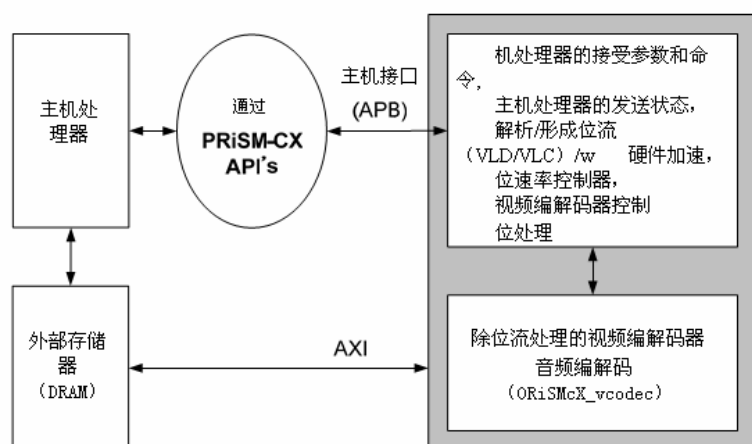 主机处
理器
通过
PRiSM-CX
API's
主机接口
(APB)
机处理器的接受参数和命
令,
主机处理器的发送状态,
解析/形成位流
(VLD/VLC)/w 硬件加速,
位速率控制器,
视频编解码器控制
位处理
外部存储
器
(DRAM)
AXI
除位流处理的视频编解码器
音频编解码
(ORiSMcX_vcodec)